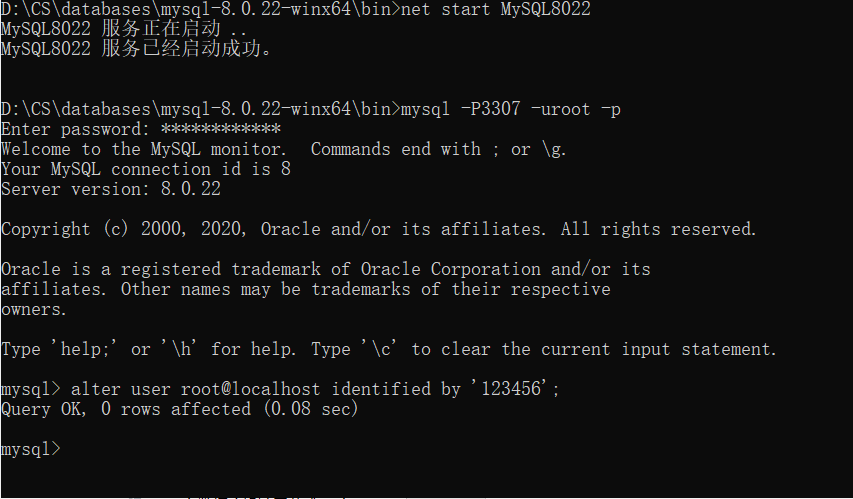 D:\CS\databases\mysql-8.0.22-winx64\bin>net start MySQL8022
MySQL8022 服务正在启动 ..
MySQL8022 服务已经启动成功。
D:\CS\databases\mysql-8.0.22-winx64\bin>mysql -P3307 -uroot -p
Enter password: ************
Welcome to the MySQL monitor.  Commands end with ; or \g.
Your MySQL connection id is 8
Server version: 8.0.22
Copyright (c) 2000, 2020, Oracle and/or its affiliates. All rights reserved.
Oracle is a registered trademark of Oracle Corporation and/or its
affiliates. Other names may be trademarks of their respective
owners.
Type 'help;' or '\h' for help. Type '\c' to clear the current input statement.
mysql> alter user root@localhost identified by '123456';
Query OK, 0 rows affected (0.08 sec)
mysql>